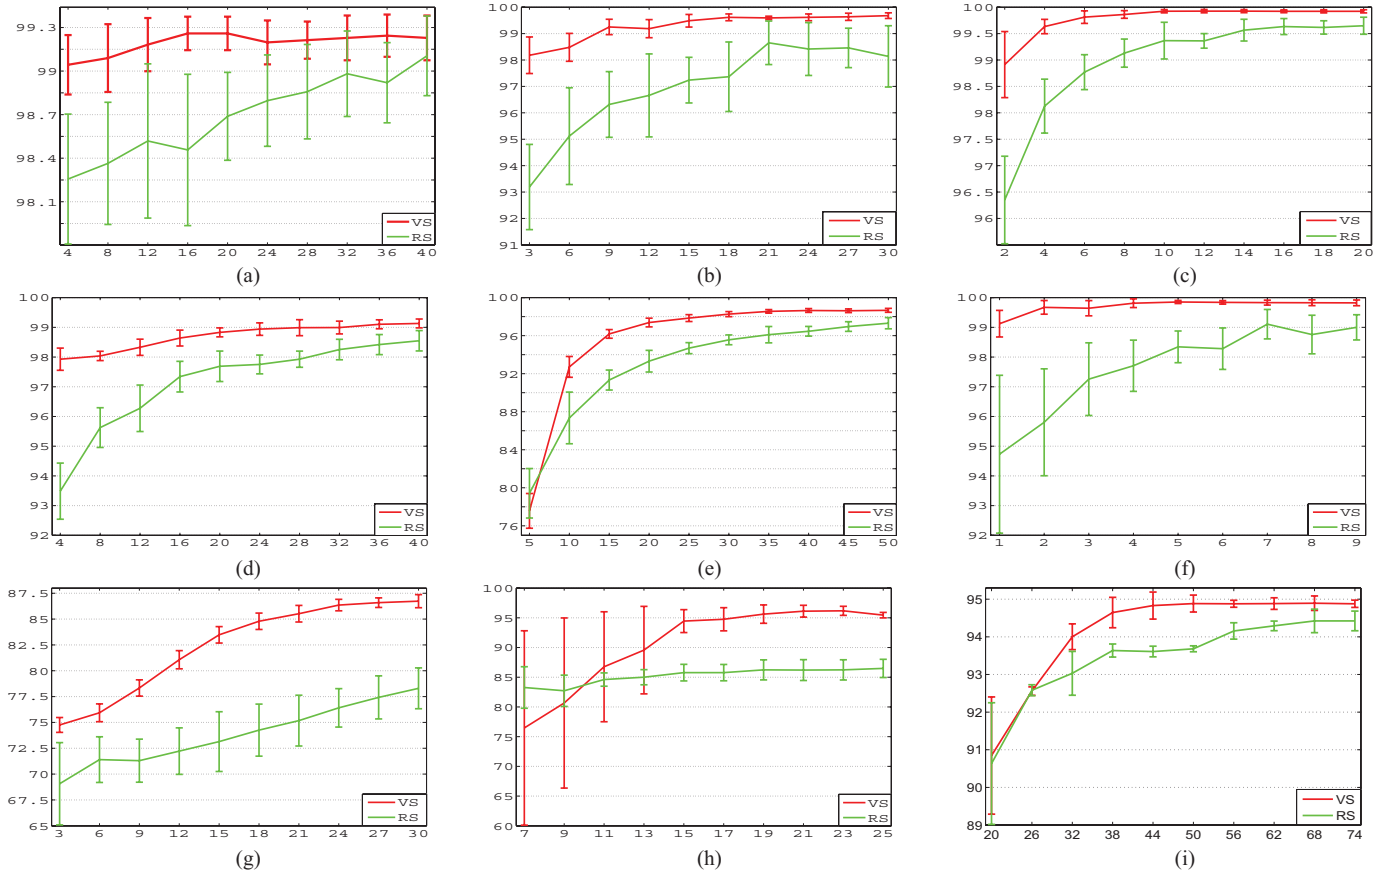 99.3
99
98.7
98.4
98.1
VS
RS
4 8 12 16 20 24 28 32 36 40
(a)
100
99
98
97
96
95
94
93
92
91
VS
RS
3 6 9 12 15 18 21 24 27 30
(b)
100
99.5
99
98.5
98
97.5
97
96.5
96
VS
RS
2 4 6 8 10 12 14 16 18 20
(c)
100
99
98
97
96
95
94
93
92
VS
RS
4 8 12 16 20 24 28 32 36 40
(d)
100
96
92
88
84
80
76
VS
RS
5 10 15 20 25 30 35 40 45 50
(e)
100
99
98
97
96
95
94
93
92
VS
RS
1 2 3 4 5 6 7 8 9
(f)
87.5
85
82.5
80
77.5
75
72.5
70
67.5
65
VS
RS
3 6 9 12 15 18 21 24 27 30
(g)
100
95
90
85
80
75
70
65
60
VS
RS
7 9 11 13 15 17 19 21 23 25
(h)
95
94
93
92
91
90
89
VS
RS
20 26 32 38 44 50 56 62 68 74
(i)